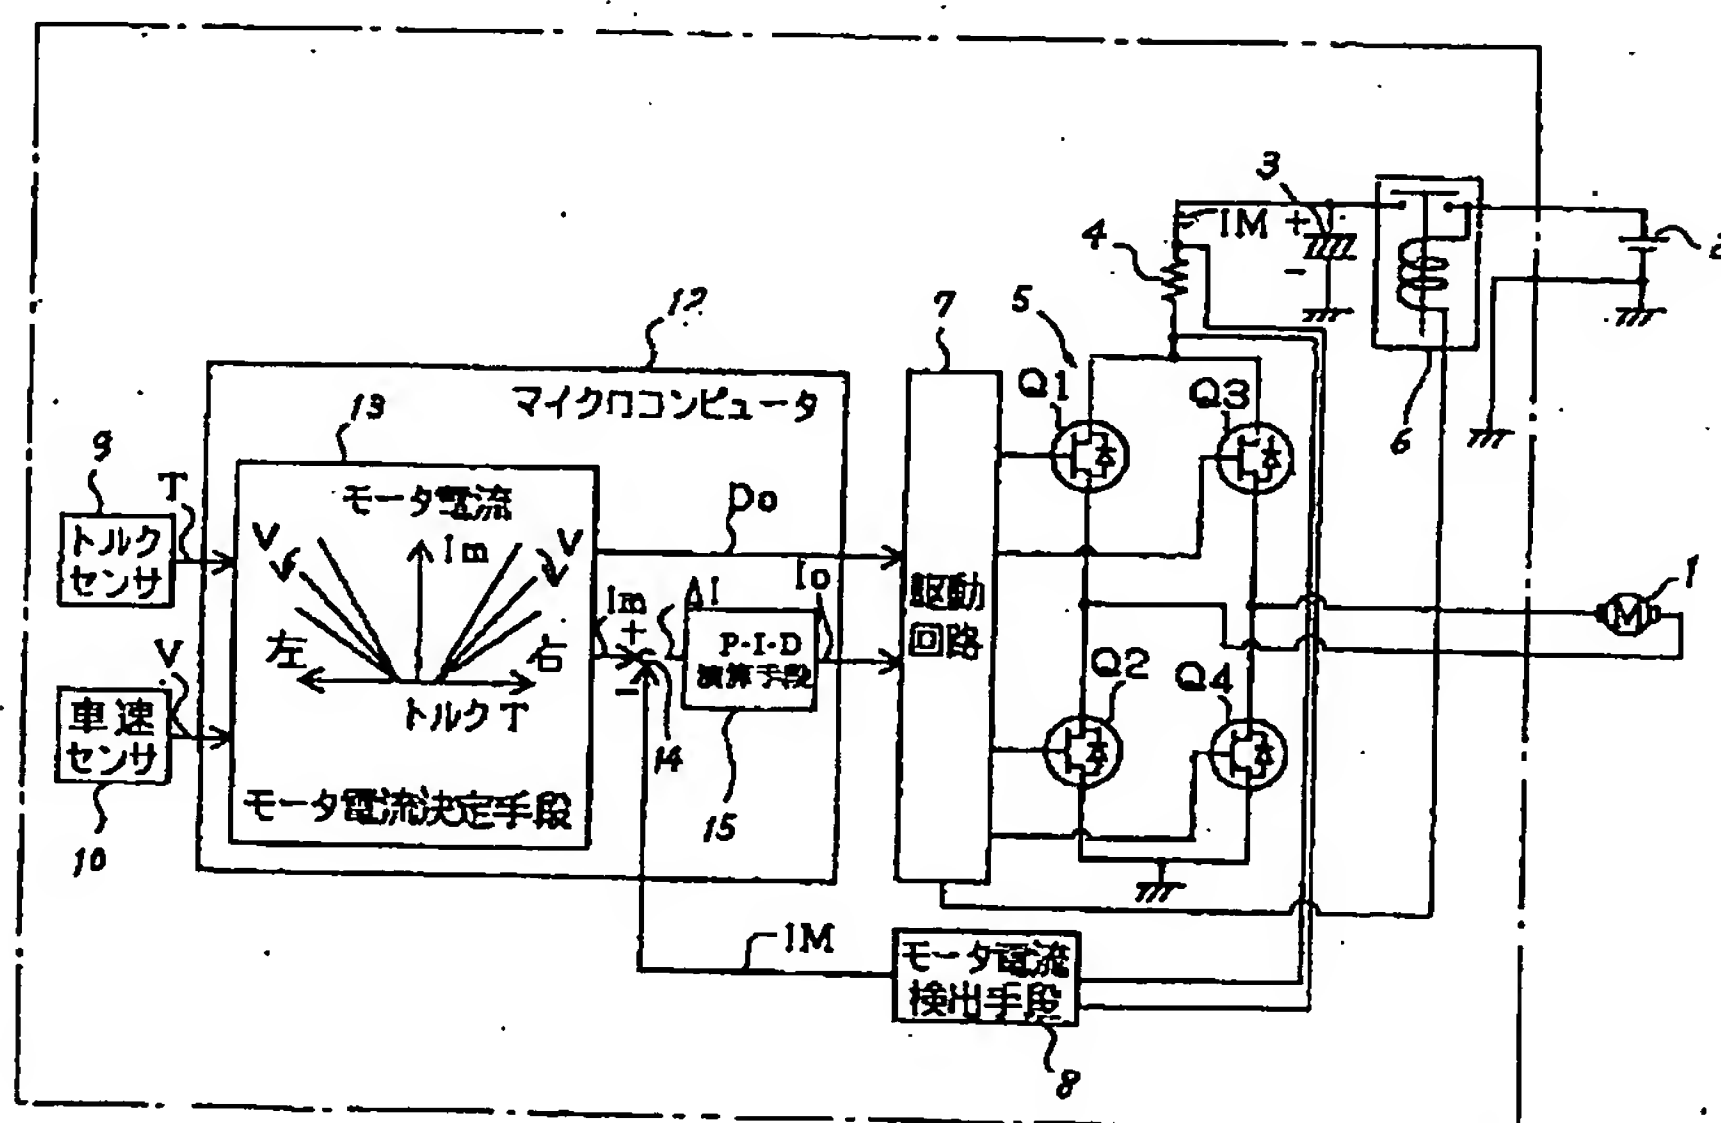 3
IM
+
-
4
2
12
7
5
6
マイクロコンピュータ
13
Q1
Q3
9
T
トルク
センサ
モータ電流
V
Im
V
Do
Io
駆動
回路
1
M
左
右
Im
+
-
ΔI
P-I-D
演算手段
トルクT
14
15
Q2
Q4
V
車速
センサ
10
モータ電流決定手段
IM
モータ電流
検出手段
8